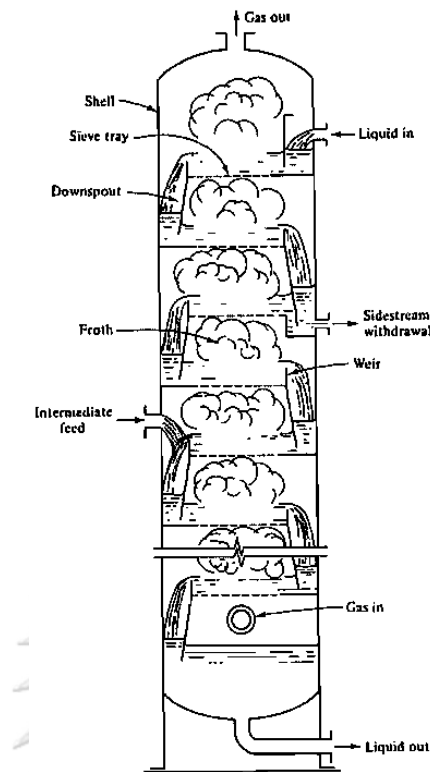 Gas out
Shell
Liquid in
Sieve tray
Downspout
Sidestream
withdrawal
Froth
Weir
Intermediate
feed
Gas in
Liquid out